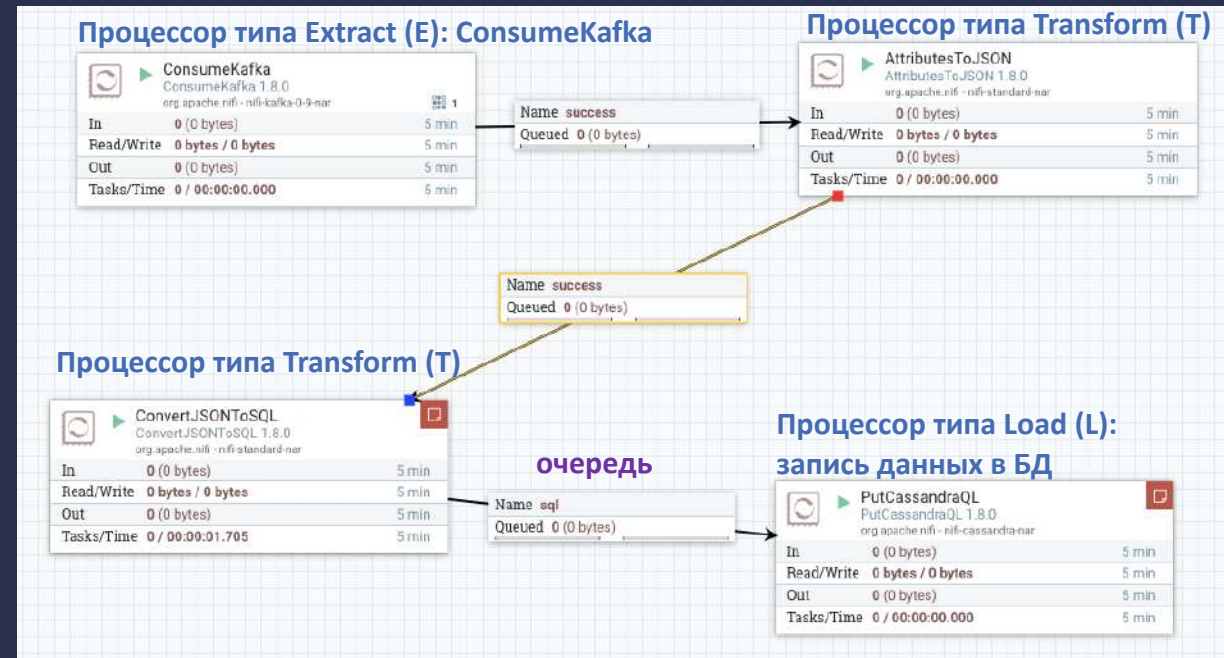 Процессор типа Extract (E): ConsumeKafka
ConsumeKafka
ConsumeKafka 1.8.0
org.apache.nifi - nifi-kafka-0-9-nar
1
In 0 (0 bytes) 5 min
Read/Write 0 bytes / 0 bytes 5 min
Out 0 (0 bytes) 5 min
Tasks/Time 0 / 00:00:00.000 5 min
Name success
Queued 0 (0 bytes)
Процессор типа Transform (T)
AttributesToJSON
AttributesToJSON 1.8.0
org.apache.nifi - nifi-standard-nar
In 0 (0 bytes) 5 min
Read/Write 0 bytes / 0 bytes 5 min
Out 0 (0 bytes) 5 min
Tasks/Time 0 / 00:00:00.000 5 min
Name success
Queued 0 (0 bytes)
Процессор типа Transform (T)
ConvertJSONToSQL
ConvertJSONToSQL 1.8.0
org.apache.nifi - nifi-standard-nar
In 0 (0 bytes) 5 min
Read/Write 0 bytes / 0 bytes 5 min
Out 0 (0 bytes) 5 min
Tasks/Time 0 / 00:00:01.705 5 min
очередь
Name sql
Queued 0 (0 bytes)
Процессор типа Load (L):
запись данных в БД
PutCassandraQL
PutCassandraQL 1.8.0
org.apache.nifi - nifi-cassandra-nar
In 0 (0 bytes) 5 min
Read/Write 0 bytes / 0 bytes 5 min
Out 0 (0 bytes) 5 min
Tasks/Time 0 / 00:00:00.000 5 min